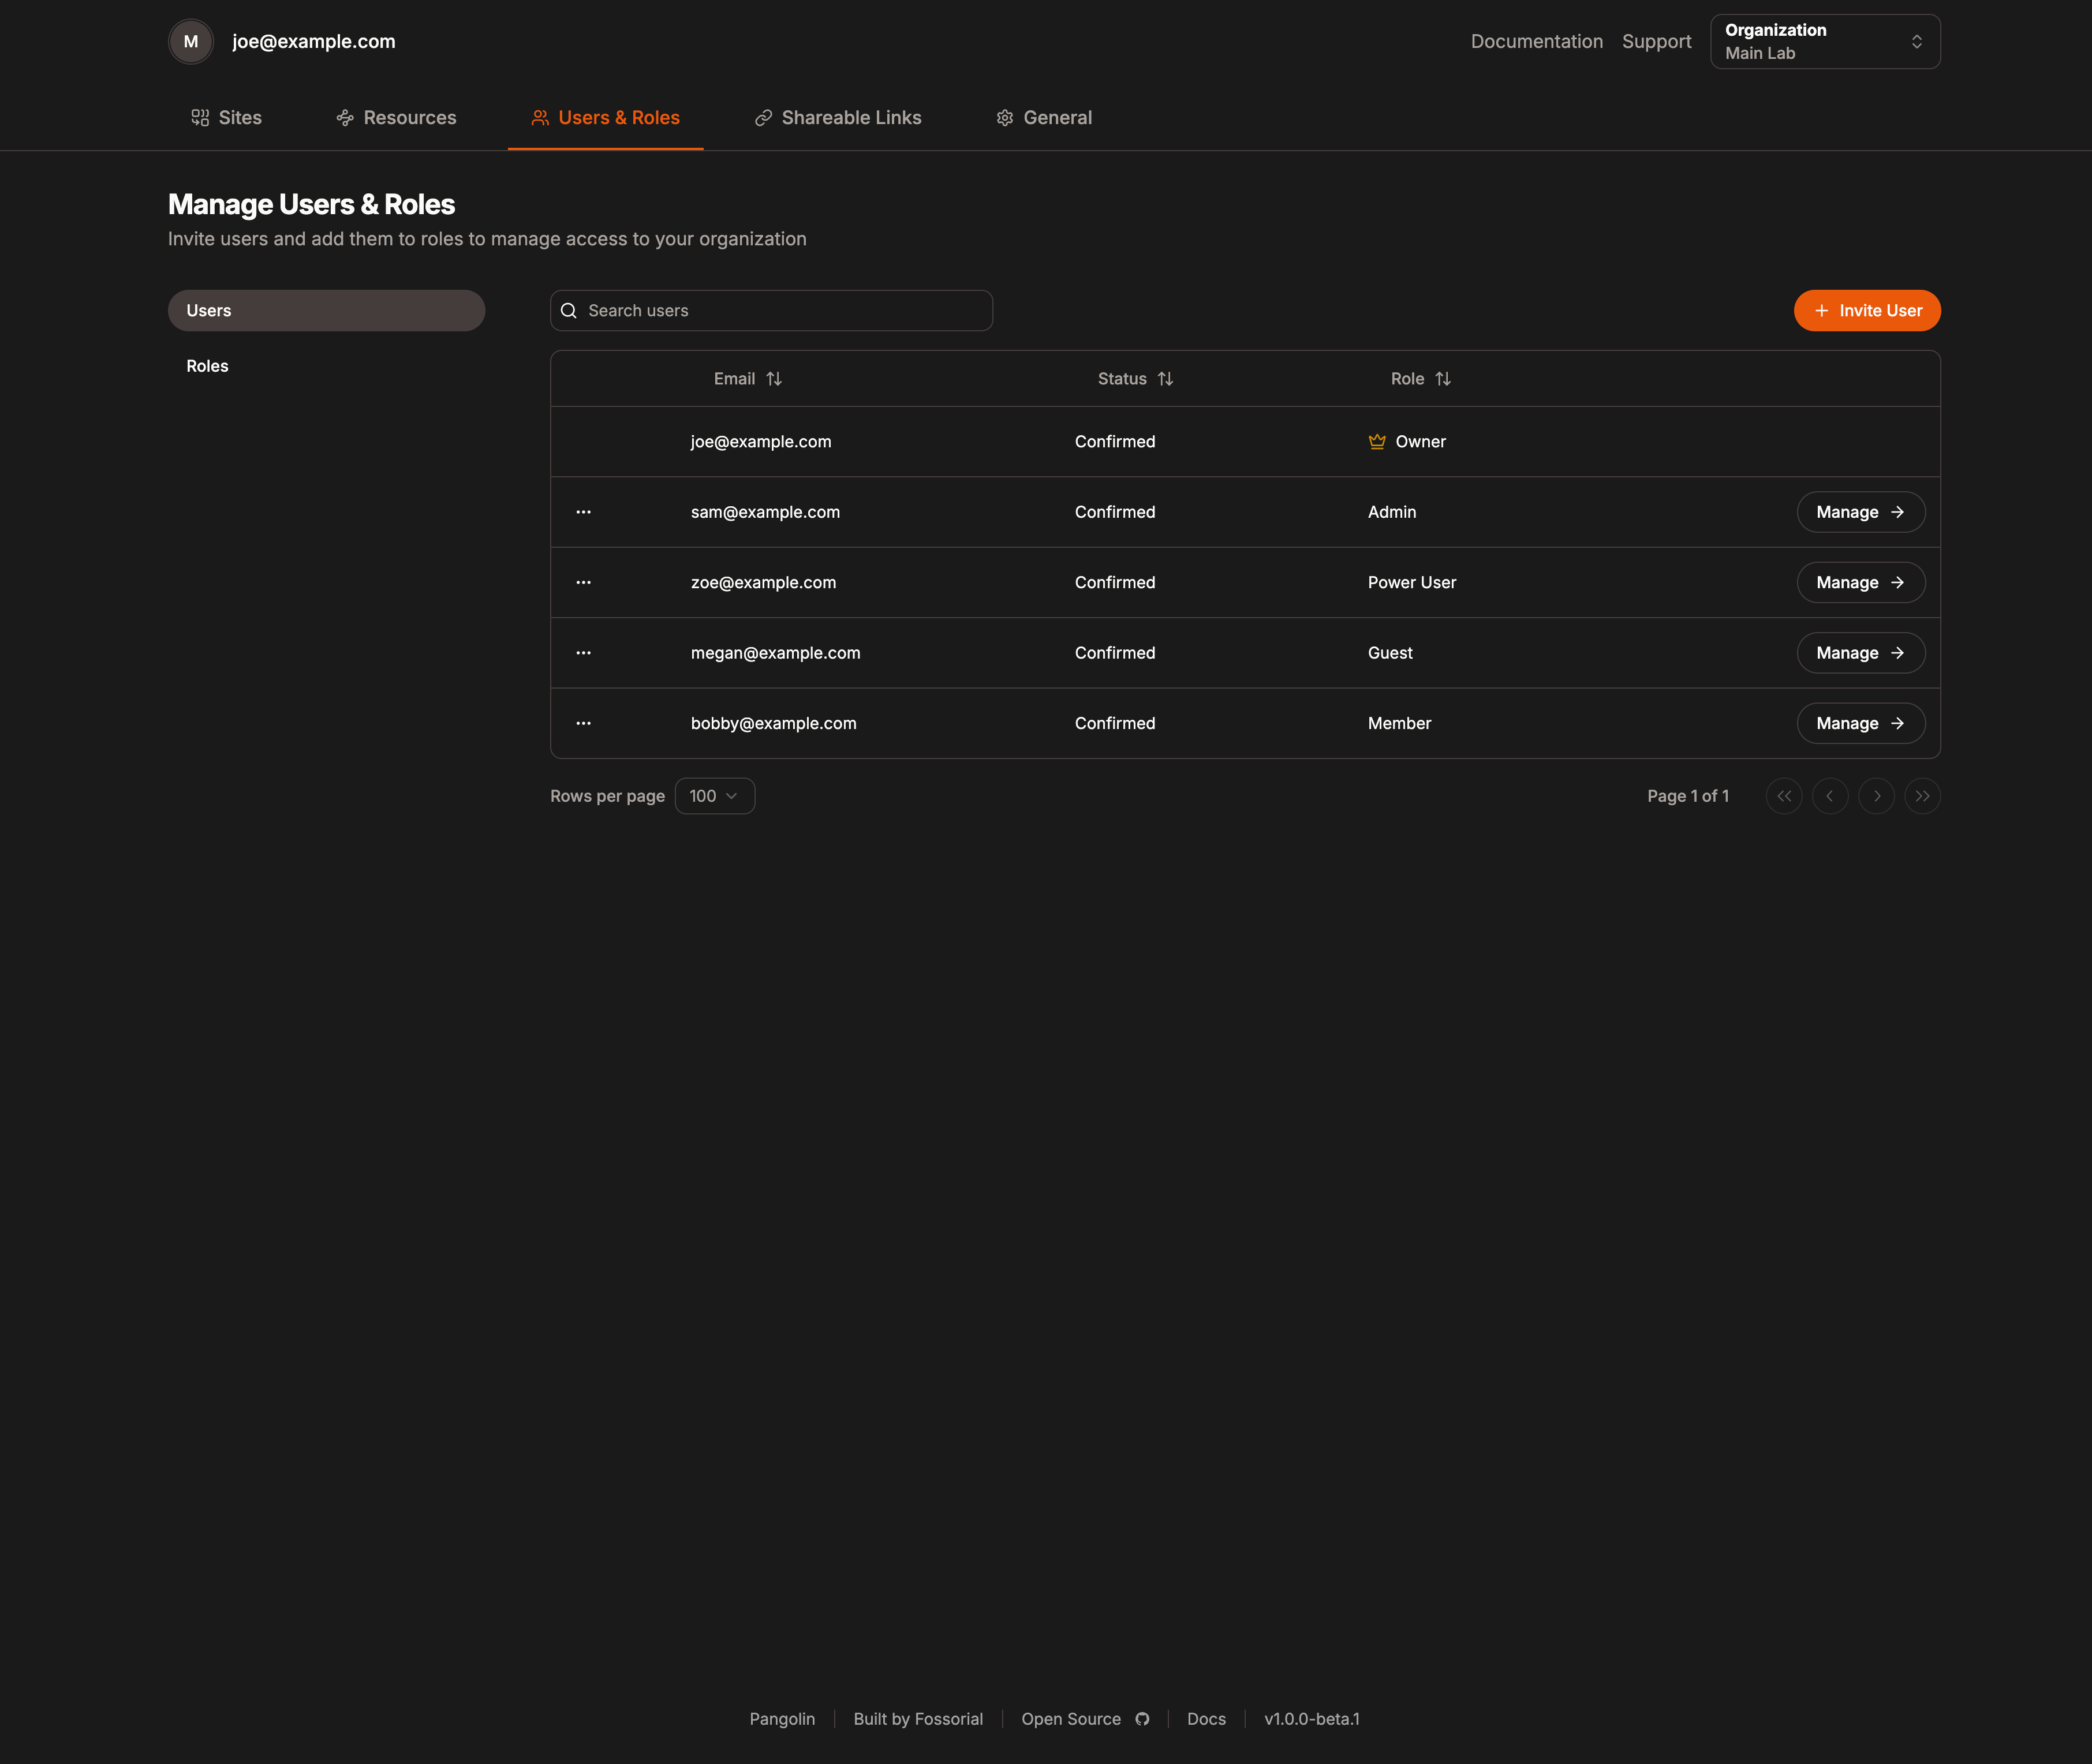 M
joe@example.com
Documentation
Support
Organization
Main Lab
Sites
Resources
Users & Roles
Shareable Links
General
Manage Users & Roles
Invite users and add them to roles to manage access to your organization
Users
Roles
Search users
Invite User
Email
Status
Role
joe@example.com
Confirmed
Owner
sam@example.com
Confirmed
Admin
Manage
zoe@example.com
Confirmed
Power User
Manage
megan@example.com
Confirmed
Guest
Manage
bobby@example.com
Confirmed
Member
Manage
Rows per page
100
Page 1 of 1
Pangolin
Built by Fossorial
Open Source
Docs
v1.0.0-beta.1